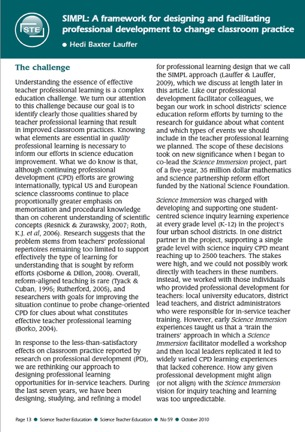 STE
SIMPL: A framework for designing and facilitating
professional development to change classroom practice
● Hedi Baxter Lauffer
The challenge
Understanding the essence of effective
teacher professional learning is a complex
education challenge. We turn our attention
to this challenge because our goal is to
identify clearly those qualities shared by
teacher professional learning that result
in improved classroom practices. Knowing
what elements are essential in quality
professional learning is necessary to
inform our efforts in science education
improvement. What we do know is that,
although continuing professional
development (CPD) efforts are growing
internationally, typical US and European
science classrooms continue to place
proportionally greater emphasis on
memorisation and procedural knowledge
than on coherent understanding of scientific
concepts (Resnick & Zurawsky, 2007; Roth,
K.J. et al, 2006). Research suggests that the
problem stems from teachers' professional
repertoires remaining too limited to support
effectively the type of learning for
understanding that is sought by reform
efforts (Osborne & Dillon, 2008). Overall,
reform-aligned teaching is rare (Tyack &
Cuban, 1995; Rutherford, 2005), and
researchers with goals for improving the
situation continue to probe change-oriented
CPD for clues about what constitutes
effective teacher professional learning
(Borko, 2004).
In response to the less-than-satisfactory
effects on classroom practice reported by
research on professional development (PD),
we are rethinking our approach to
designing professional learning
opportunities for in-service teachers. During
the last seven years, we have been
designing, studying, and refining a model
for professional learning design that we call
the SIMPL approach (Lauffer & Lauffer,
2009), which we discuss at length later in
this article. Like our professional
development facilitator colleagues, we
began our work in school districts' science
education reform efforts by turning to the
research for guidance about what content
and which types of events we should
include in the teacher professional learning
we planned. The scope of these decisions
took on new significance when I began to
co-lead the Science Immersion project, part
of a five-year, 36 million dollar mathematics
and science partnership reform effort
funded by the National Science Foundation.
Science Immersion was charged with
developing and supporting one student-
centred science inquiry learning experience
at every grade level (K-12) in the project's
four urban school districts. In one district
partner in the project, supporting a single
grade level with science inquiry CPD meant
reaching up to 2600 teachers. The stakes
were high, and we could not possibly work
directly with teachers in these numbers.
Instead, we worked with those individuals
who provided professional development for
teachers: local university educators, district
lead teachers, and district administrators
who were responsible for in-service teacher
training. However, early Science Immersion
experiences taught us that a 'train the
trainers' approach in which a Science
Immersion facilitator modelled a workshop
and then local leaders replicated it led to
widely varied CPD learning experiences
that lacked coherence. How any given
professional development might align
(or not align) with the Science Immersion
vision for inquiry teaching and learning
was too unpredictable.
Page 13 ● Science Teacher Education ● Science Teacher Education ● No 59 ● October 2010